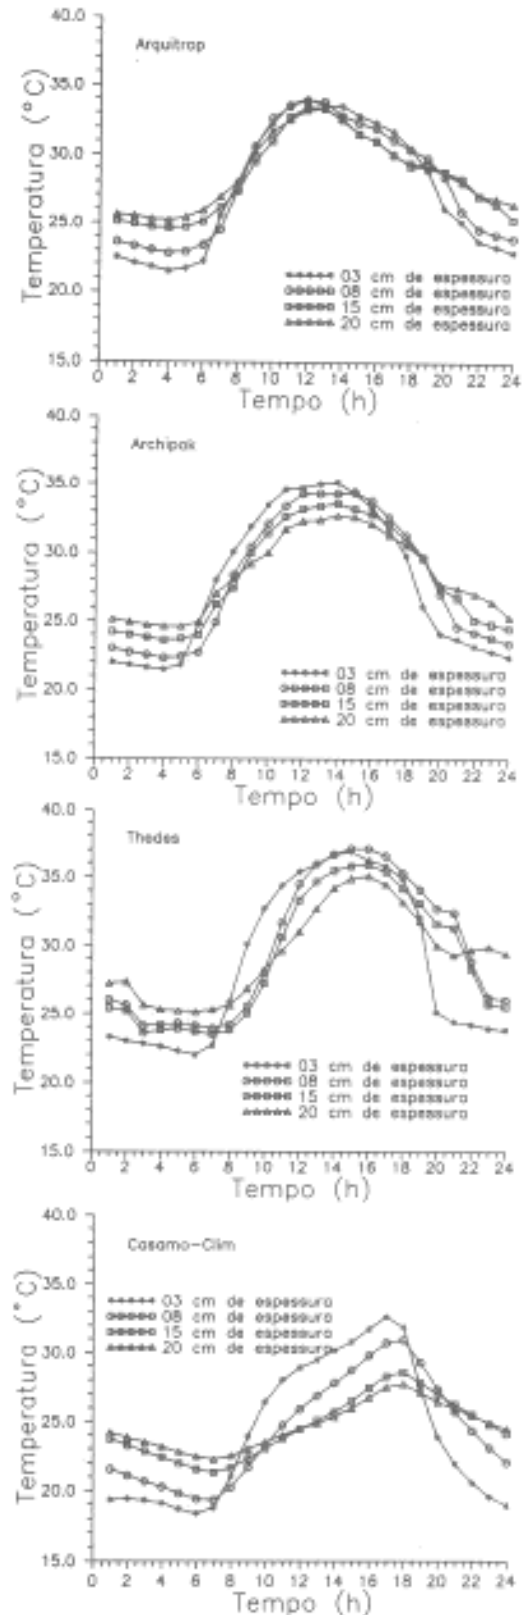 40.0
Arquitrop
35.0
30.0
25.0
20.0
15.0
Temperatura (°C)
03 cm de espessura
08 cm de espessura
15 cm de espessura
20 cm de espessura
0 2 4 6 8 10 12 14 16 18 20 22 24
Tempo (h)
40.0
Archipak
35.0
30.0
25.0
20.0
15.0
Temperatura (°C)
03 cm de espessura
08 cm de espessura
15 cm de espessura
20 cm de espessura
0 2 4 6 8 10 12 14 16 18 20 22 24
Tempo (h)
40.0
Thedes
35.0
30.0
25.0
20.0
15.0
Temperatura (°C)
03 cm de espessura
08 cm de espessura
15 cm de espessura
20 cm de espessura
0 2 4 6 8 10 12 14 16 18 20 22 24
Tempo (h)
40.0
Casamo-Clim
35.0
30.0
25.0
20.0
15.0
Temperatura (°C)
03 cm de espessura
08 cm de espessura
15 cm de espessura
20 cm de espessura
0 2 4 6 8 10 12 14 16 18 20 22 24
Tempo (h)